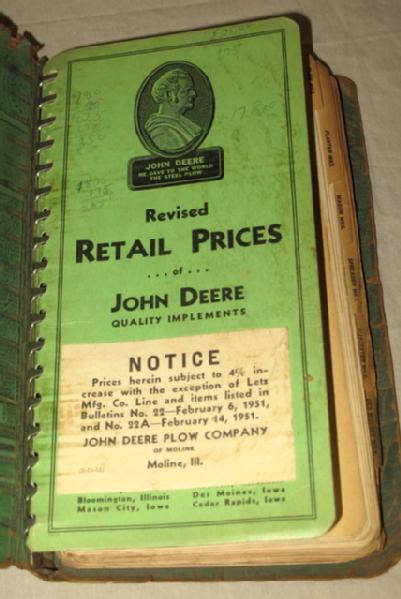 JOHN DEERE
HE GAVE TO THE WORLD
THE STEEL PLOW
Revised
RETAIL PRICES
... of ...
JOHN DEERE
QUALITY IMPLEMENTS
NOTICE
Prices herein subject to 4% in-
crease with the exception of Letz
Mfg. Co. Line and items listed in
Bulletins No. 22—February 6, 1951,
and No. 22A—February 14, 1951.
JOHN DEERE PLOW COMPANY
OF MOLINE
Moline, Ill.
Bloomington, Illinois Des Moines, Iowa
Mason City, Iowa Cedar Rapids, Iowa